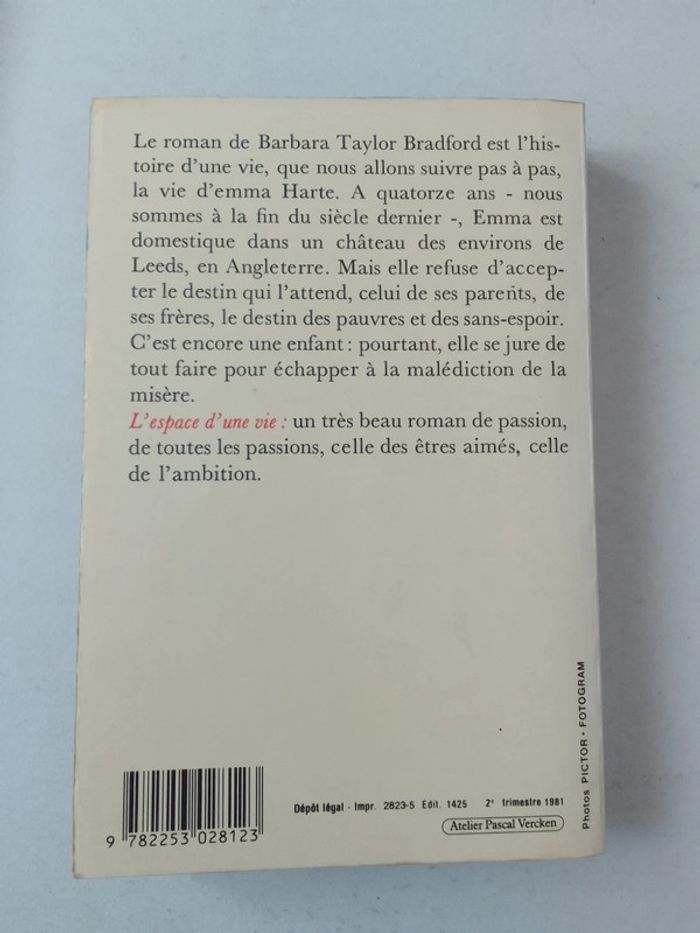 Le roman de Barbara Taylor Bradford est l'his-
toire d'une vie, que nous allons suivre pas à pas,
la vie d'emma Harte. A quatorze ans - nous
sommes à la fin du siècle dernier -, Emma est
domestique dans un château des environs de
Leeds, en Angleterre. Mais elle refuse d'accep-
ter le destin qui l'attend, celui de ses parents, de
ses frères, le destin des pauvres et des sans-espoir.
C'est encore une enfant : pourtant, elle se jure de
tout faire pour échapper à la malédiction de la
misère.
L'espace d'une vie : un très beau roman de passion,
de toutes les passions, celle des êtres aimés, celle
de l'ambition.
Photos PICTOR • FOTOGRAM
Dépôt légal - Impr. 2823-5 Edit. 1425 2e trimestre 1981
Atelier Pascal Vercken
9 782253 028123